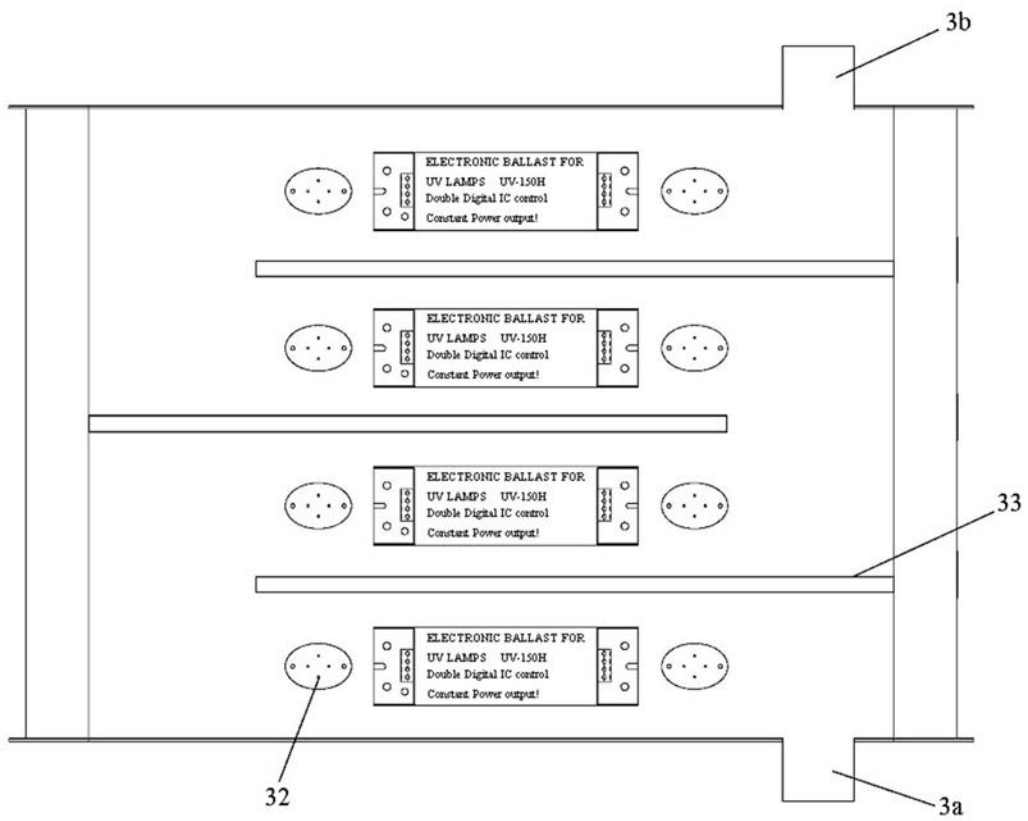 3b
ELECTRONIC BALLAST FOR
UV LAMPS UV-150H
Double Digital IC control
Constant Power output!
ELECTRONIC BALLAST FOR
UV LAMPS UV-150H
Double Digital IC control
Constant Power output!
ELECTRONIC BALLAST FOR
UV LAMPS UV-150H
Double Digital IC control
Constant Power output!
33
ELECTRONIC BALLAST FOR
UV LAMPS UV-150H
Double Digital IC control
Constant Power output!
32
3a